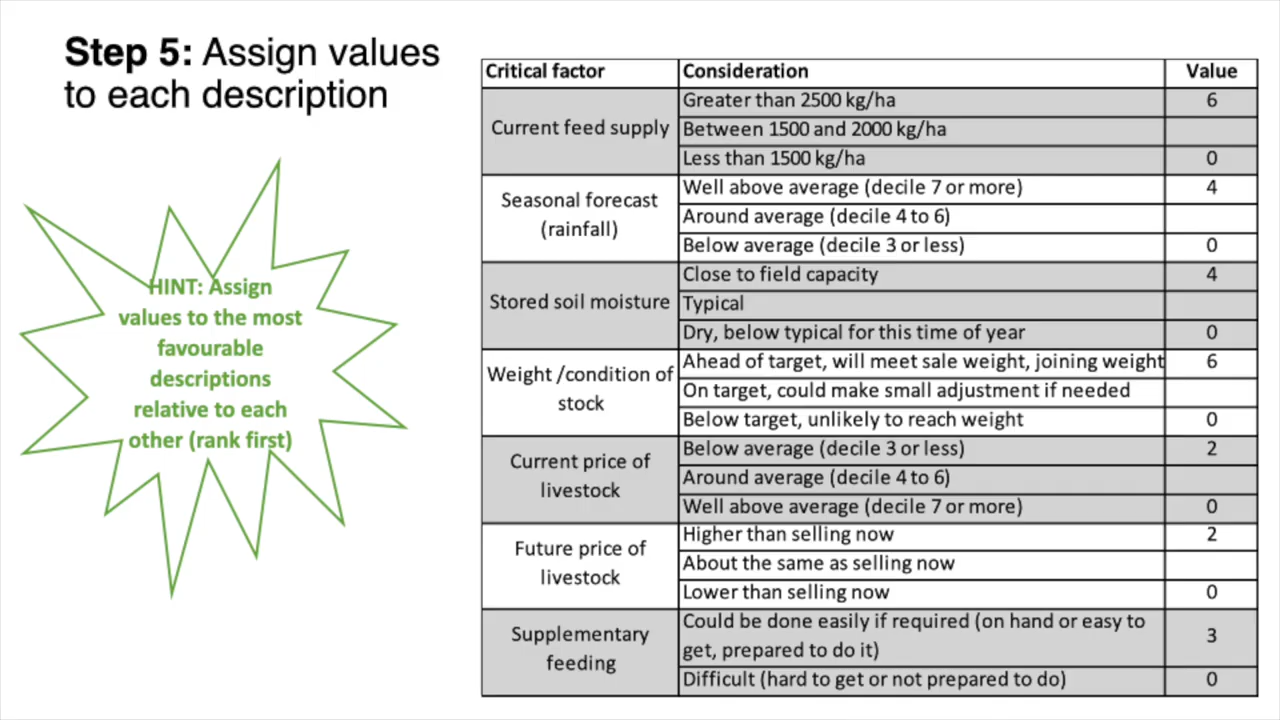 Step 5: Assign values
to each description
HINT: Assign
values to the most
favourable
descriptions
relative to each
other (rank first)
Critical factor Consideration Value
Current feed supply
Greater than 2500 kg/ha 6
Between 1500 and 2000 kg/ha
Less than 1500 kg/ha 0
Seasonal forecast
(rainfall)
Well above average (decile 7 or more) 4
Around average (decile 4 to 6)
Below average (decile 3 or less) 0
Stored soil moisture
Close to field capacity 4
Typical
Dry, below typical for this time of year 0
Weight /condition of
stock
Ahead of target, will meet sale weight, joining weight 6
On target, could make small adjustment if needed
Below target, unlikely to reach weight 0
Current price of
livestock
Below average (decile 3 or less) 2
Around average (decile 4 to 6)
Well above average (decile 7 or more) 0
Future price of
livestock
Higher than selling now 2
About the same as selling now
Lower than selling now 0
Supplementary
feeding
Could be done easily if required (on hand or easy to
get, prepared to do it) 3
Difficult (hard to get or not prepared to do) 0